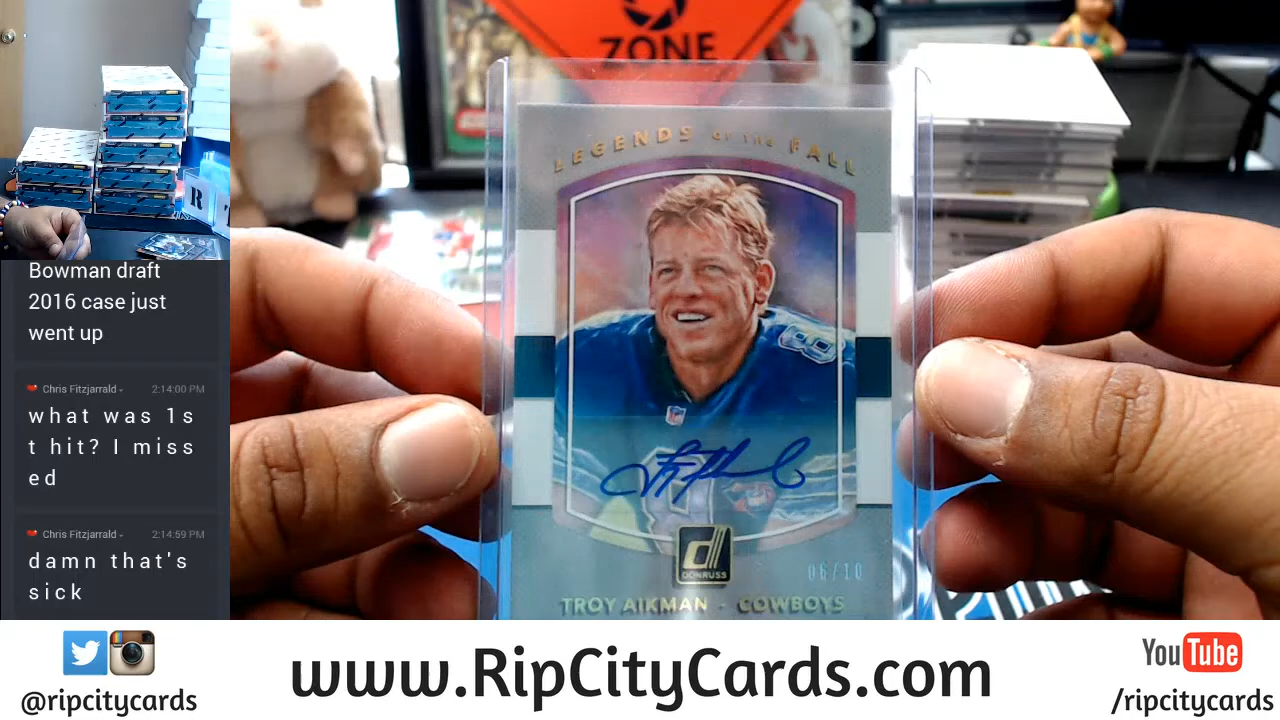 ZONE
LEGENDS OF THE FALL
8
DONRUSS
06/10
TROY AIKMAN - COWBOYS
R
Bowman draft
2016 case just
went up
Chris Fitzjarrald
2:14:00 PM
what was 1s
t hit? I miss
ed
Chris Fitzjarrald
2:14:59 PM
damn that's
sick
@ripcitycards
www.RipCityCards.com
YouTube
/ripcitycards